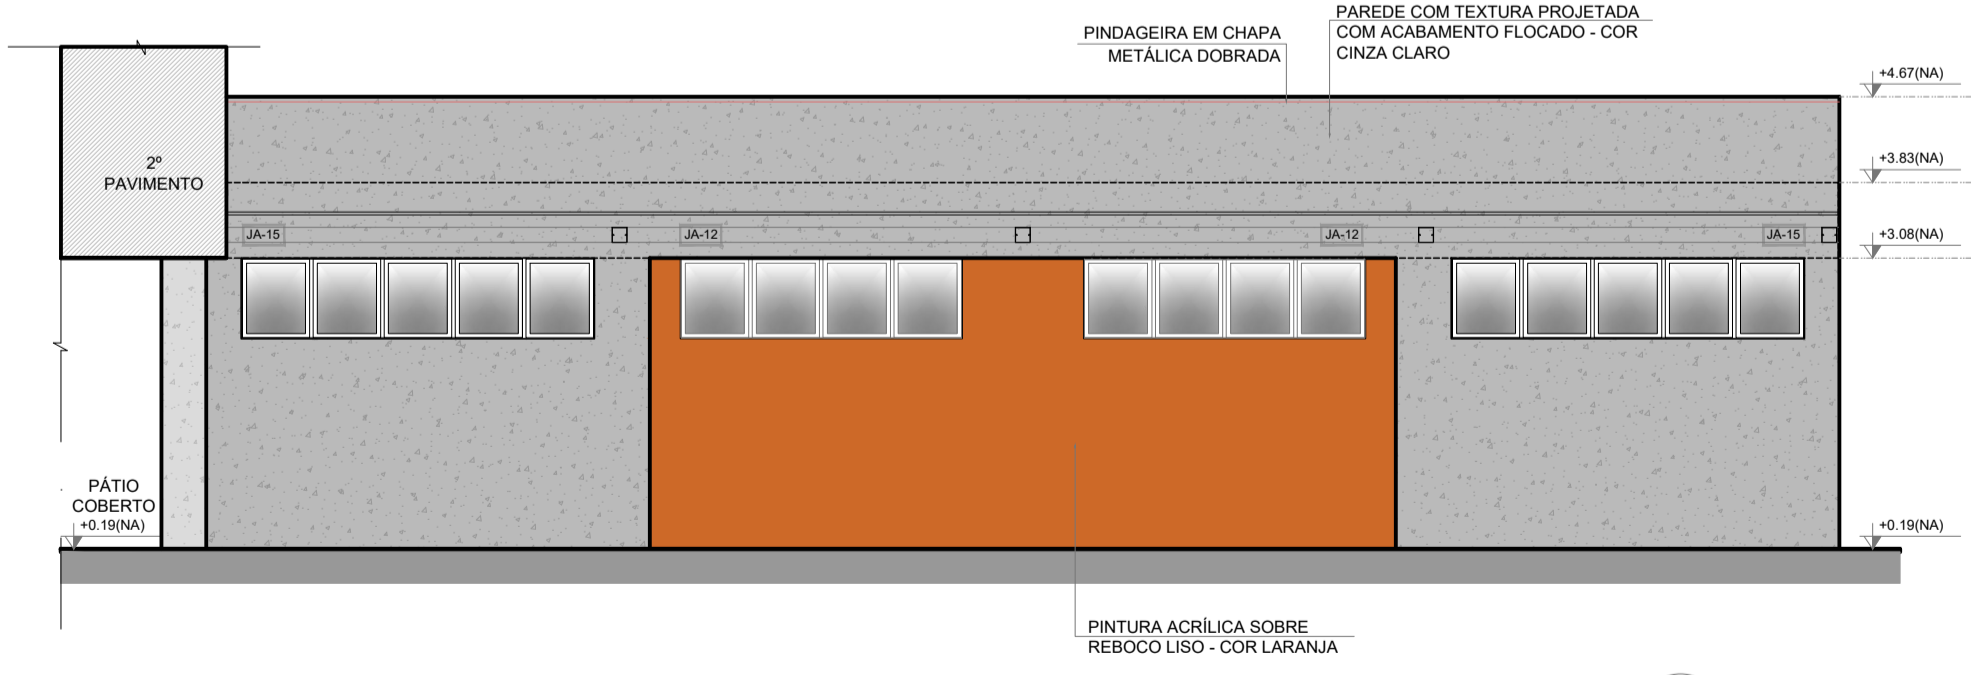 PAREDE COM TEXTURA PROJETADA
COM ACABAMENTO FLOCADO - COR
CINZA CLARO
PINDAGEIRA EM CHAPA
METÁLICA DOBRADA
+4.67(NA)
+3.83(NA)
2º
PAVIMENTO
JA-15
JA-12
JA-12
JA-15
+3.08(NA)
PÁTIO
COBERTO
+0.19(NA)
+0.19(NA)
PINTURA ACRÍLICA SOBRE
REBOCO LISO - COR LARANJA